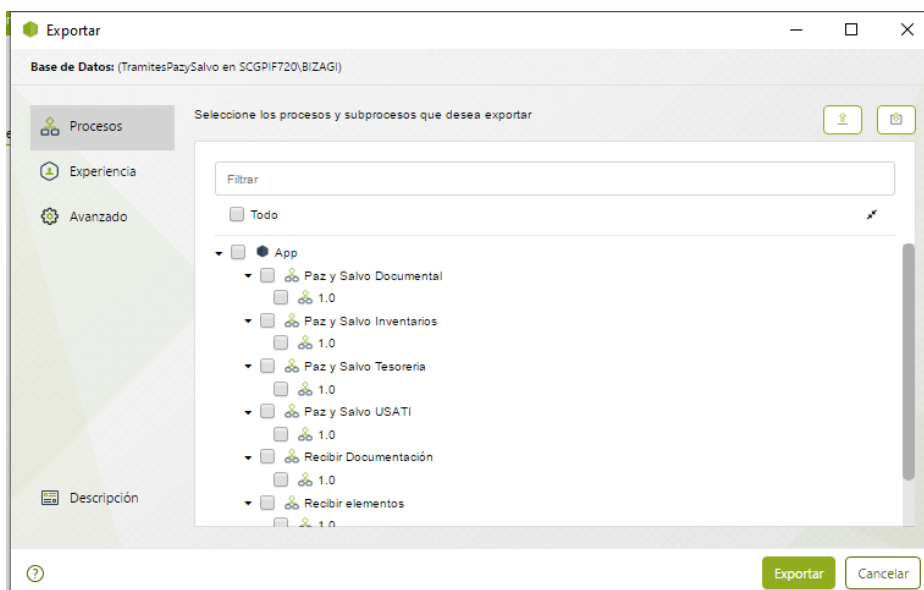 Exportar
Base de Datos: (TramitesPazySalvo en SCGPIF720\BIZAGI)
Procesos
Experiencia
Avanzado
Descripción
Seleccione los procesos y subprocesos que desea exportar
Filtrar
Todo
App
Paz y Salvo Documental
1.0
Paz y Salvo Inventarios
1.0
Paz y Salvo Tesoreria
1.0
Paz y Salvo USATI
1.0
Recibir Documentación
1.0
Recibir elementos
1.0
Exportar
Cancelar